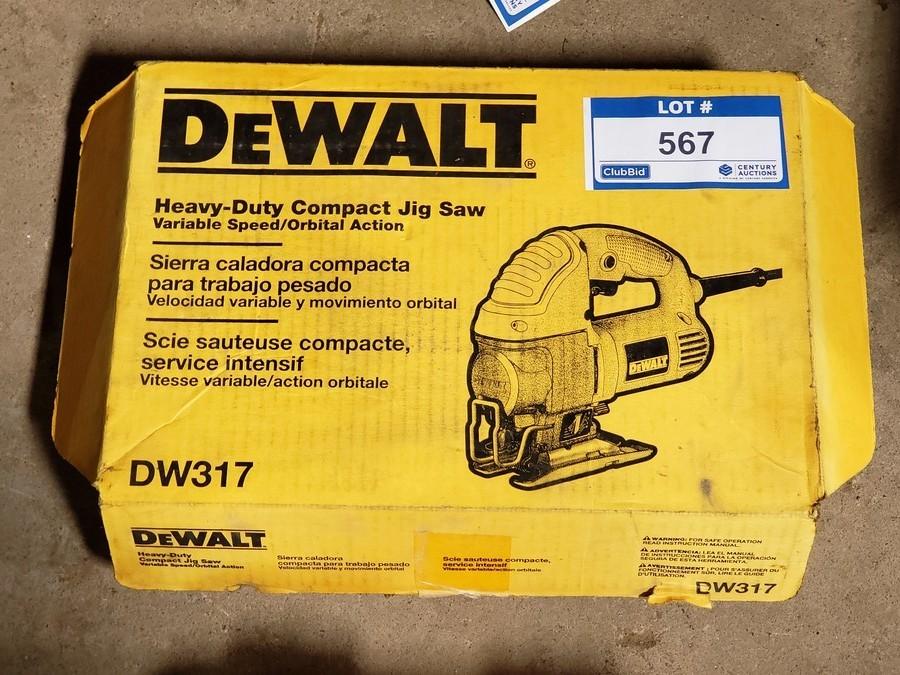 DEWALT®
LOT #
567
ClubBid
CENTURY
AUCTIONS
Heavy-Duty Compact Jig Saw
Variable Speed/Orbital Action
Sierra caladora compacta
para trabajo pesado
Velocidad variable y movimiento orbital
Scie sauteuse compacte,
service intensif
Vitesse variable/action orbitale
DEWALT
DW317
DEWALT
Heavy-Duty
Compact Jig Saw
Variable Speed/Orbital Action
Sierra caladora
compacta para trabajo pesado
Velocidad variable y movimiento orbital
Scie sauteuse compacte,
service intensif
Vitesse variable/action orbitale
WARNING: FOR SAFE OPERATION
READ INSTRUCTION MANUAL.
ADVERTENCIA: LEA EL MANUAL
DE INSTRUCCIONES PARA LA OPERACIÓN
SEGURA DE ESTA HERRAMIENTA.
AVERTISSEMENT : POUR S'ASSURER DU
FONCTIONNEMENT SÛR, LIRE LE GUIDE
D'UTILISATION.
DW317